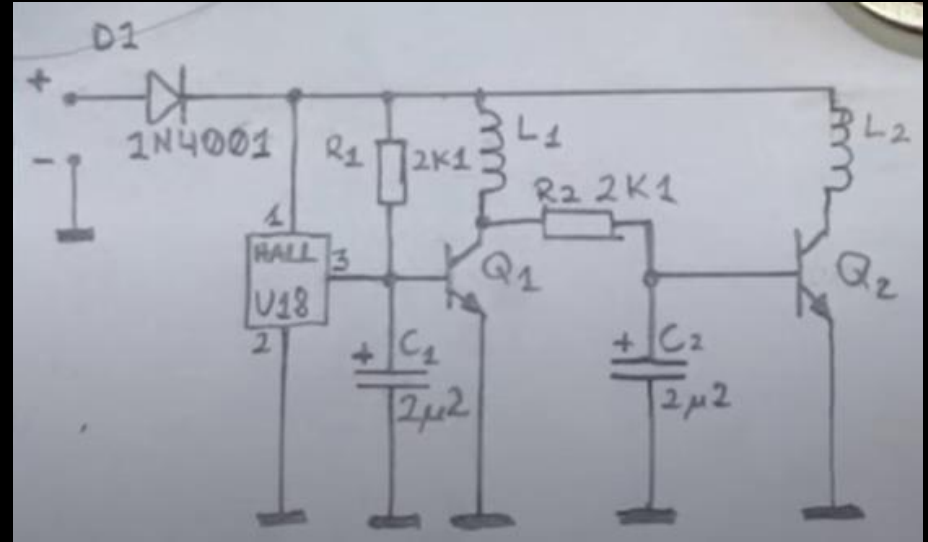 D1
+
1N4001
-
R1
2K1
L1
L2
R2 2K1
1
HALL
U18
3
2
Q1
Q2
+ C1
2µ2
+ C2
2µ2